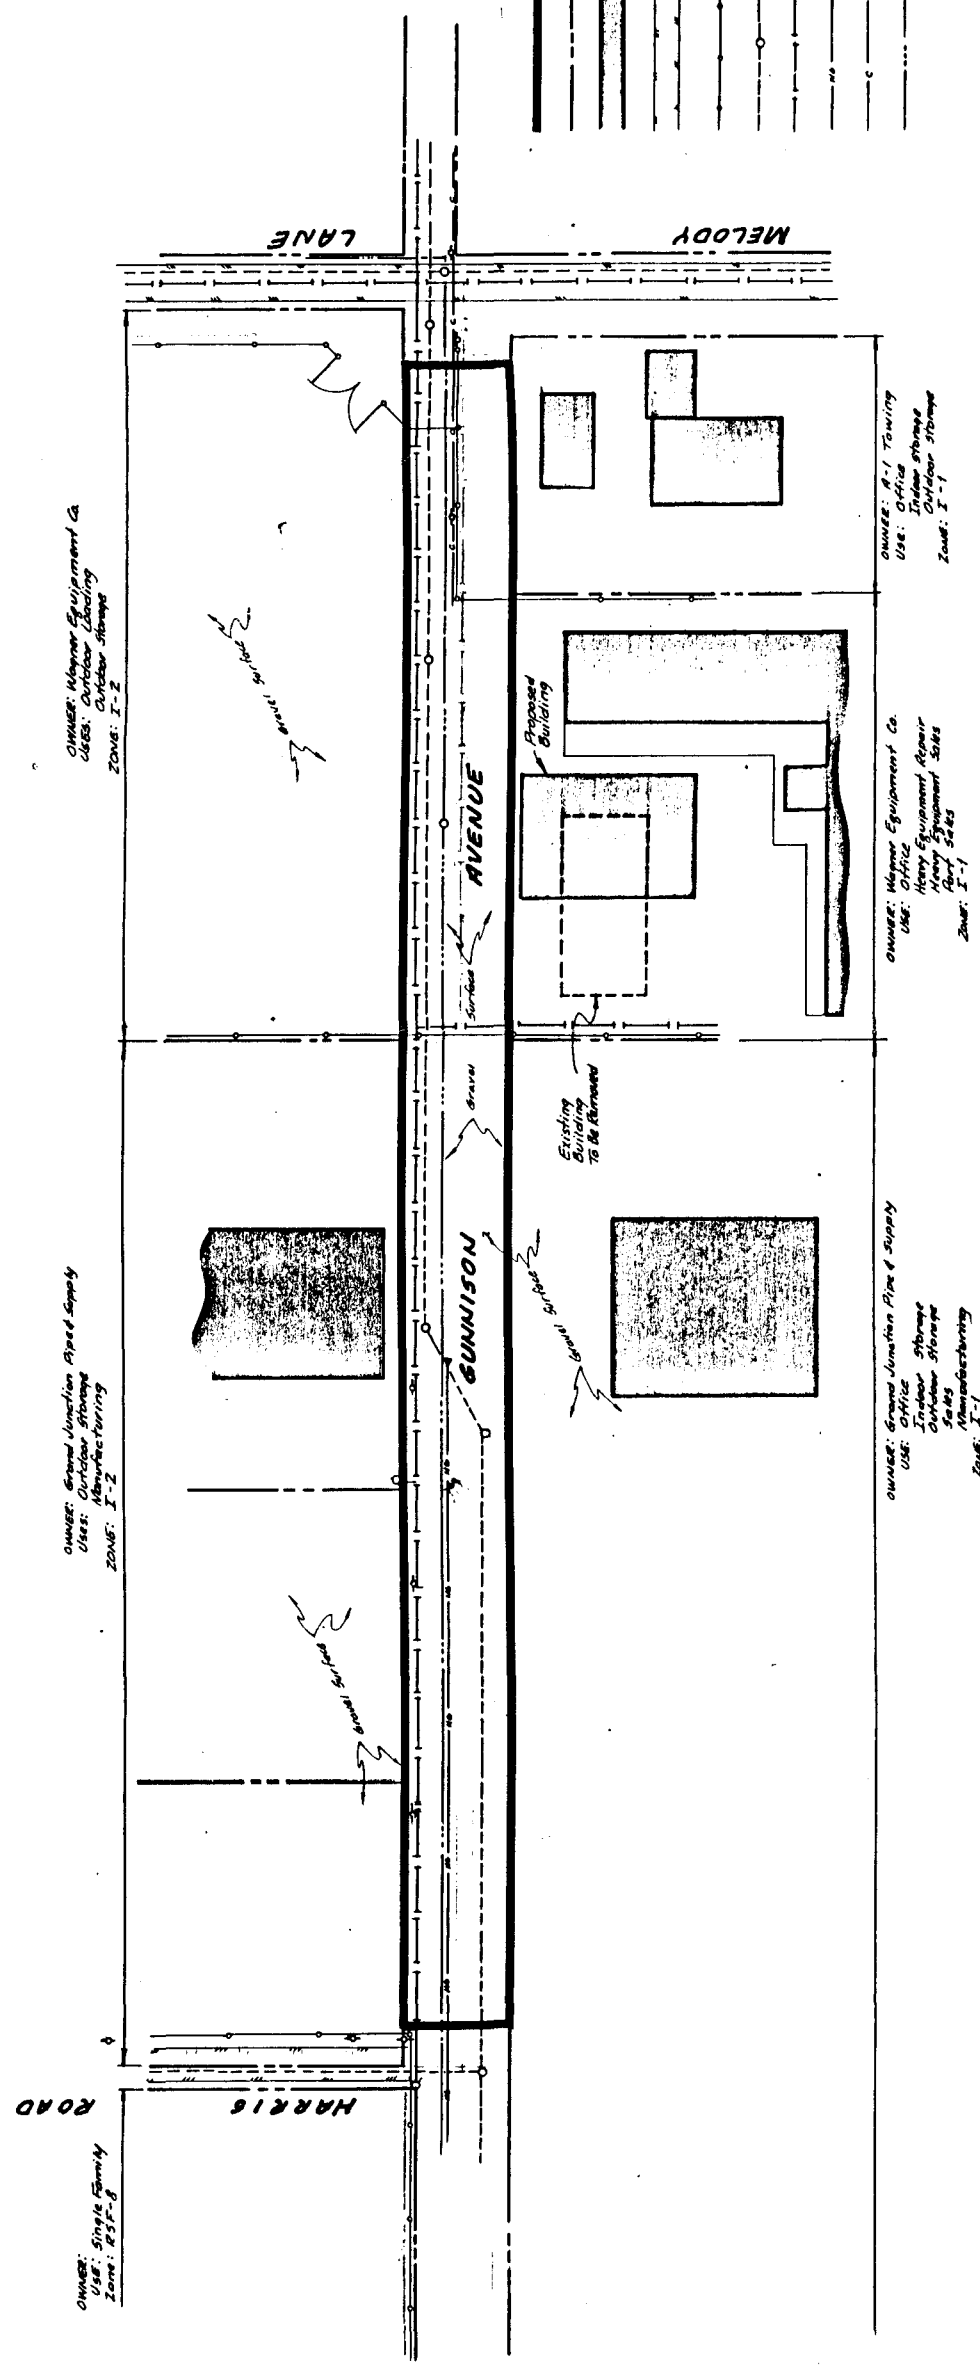 LANE
MELODY
OWNER: Wagner Equipment Co.
USES: Outdoor Loading
Outdoor Storage
ZONE: I-2
OWNER: A-1 Towing
USE: Office
Indoor Storage
Outdoor Storage
ZONE: I-1
Gravel Surface
Proposed
Building
AVENUE
OWNER: Wagner Equipment Co.
USE: Office
Heavy Equipment Repair
Heavy Equipment Sales
Part Sales
ZONE: I-1
Gravel Surface
Existing
Building
To Be Removed
GUNNISON
Gravel Surface
OWNER: Grand Junction Pipe & Supply
USES: Outdoor Storage
Manufacturing
ZONE: I-2
OWNER: Grand Junction Pipe & Supply
USE: Office
Indoor Storage
Outdoor Storage
Sales
Manufacturing
ZONE: I-1
Gravel Surface
HARRIS
ROAD
OWNER:
USE: Single Family
Zone: RSF-8